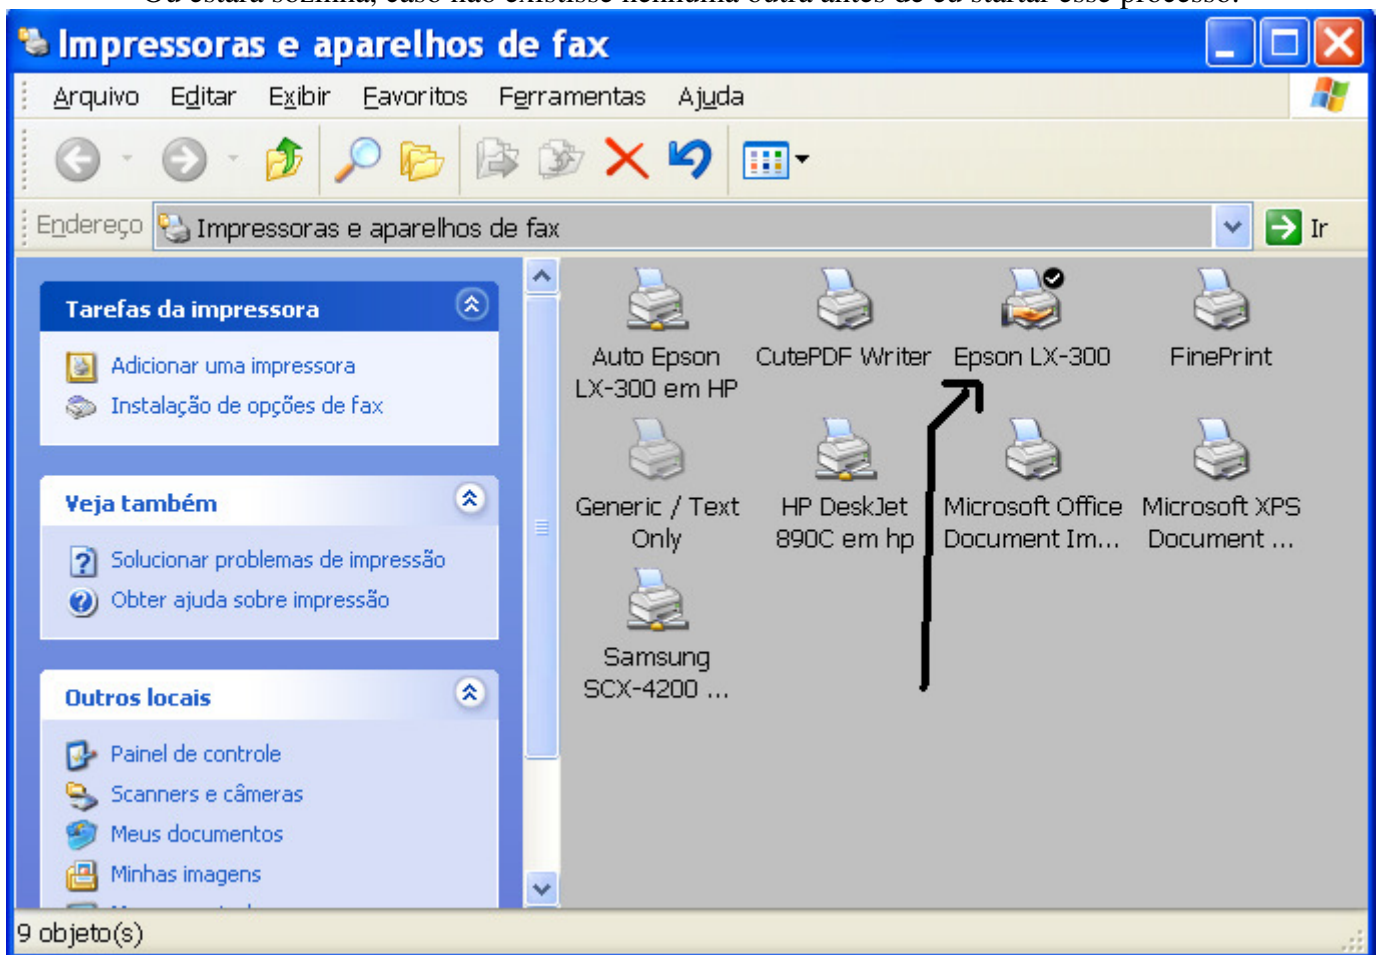 Impressoras e aparelhos de fax
Arquivo Editar Exibir Favoritos Ferramentas Ajuda
Endereço Impressoras e aparelhos de fax Ir
Tarefas da impressora
Adicionar uma impressora
Instalação de opções de fax
Veja também
Solucionar problemas de impressão
Obter ajuda sobre impressão
Outros locais
Painel de controle
Scanners e câmeras
Meus documentos
Minhas imagens
Auto Epson
LX-300 em HP
CutePDF Writer
Epson LX-300
FinePrint
Generic / Text
Only
HP DeskJet
890C em hp
Microsoft Office
Document Im...
Microsoft XPS
Document ...
Samsung
SCX-4200 ...
9 objeto(s)